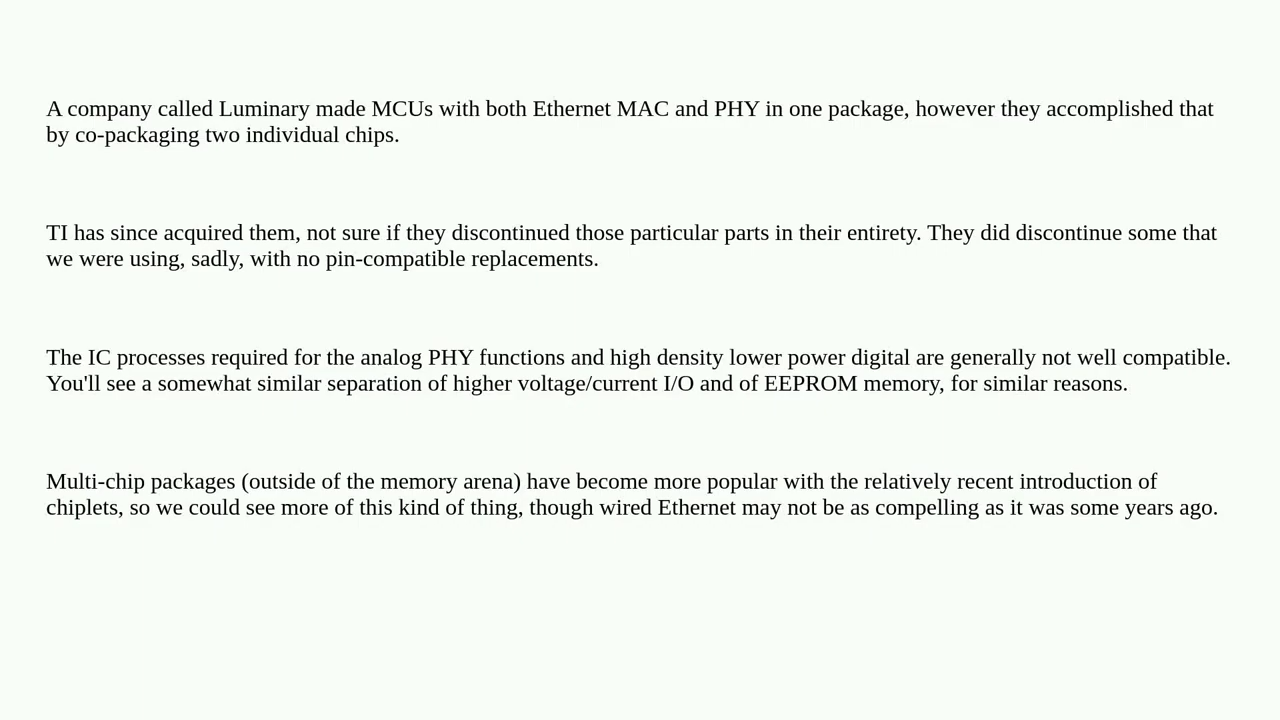 A company called Luminary made MCUs with both Ethernet MAC and PHY in one package, however they accomplished that
by co-packaging two individual chips.
TI has since acquired them, not sure if they discontinued those particular parts in their entirety. They did discontinue some that
we were using, sadly, with no pin-compatible replacements.
The IC processes required for the analog PHY functions and high density lower power digital are generally not well compatible.
You'll see a somewhat similar separation of higher voltage/current I/O and of EEPROM memory, for similar reasons.
Multi-chip packages (outside of the memory arena) have become more popular with the relatively recent introduction of
chiplets, so we could see more of this kind of thing, though wired Ethernet may not be as compelling as it was some years ago.